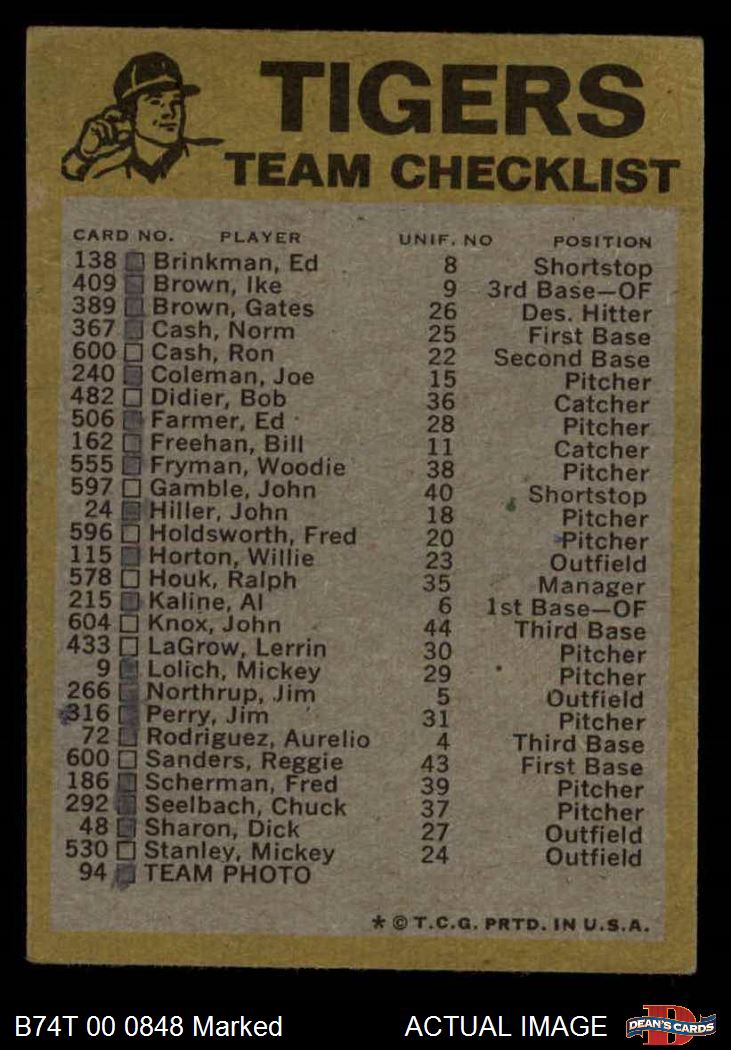 TIGERS
TEAM CHECKLIST
CARD NO. PLAYER UNIF. NO POSITION
138 Brinkman, Ed 8 Shortstop
409 Brown, Ike 9 3rd Base—OF
389 Brown, Gates 26 Des. Hitter
367 Cash, Norm 25 First Base
600 Cash, Ron 22 Second Base
240 Coleman, Joe 15 Pitcher
482 Didier, Bob 36 Catcher
506 Farmer, Ed 28 Pitcher
162 Freehan, Bill 11 Catcher
555 Fryman, Woodie 38 Pitcher
597 Gamble, John 40 Shortstop
24 Hiller, John 18 Pitcher
596 Holdsworth, Fred 20 Pitcher
115 Horton, Willie 23 Outfield
578 Houk, Ralph 35 Manager
215 Kaline, Al 6 1st Base—OF
604 Knox, John 44 Third Base
433 LaGrow, Lerrin 30 Pitcher
9 Lolich, Mickey 29 Pitcher
266 Northrup, Jim 5 Outfield
316 Perry, Jim 31 Pitcher
72 Rodriguez, Aurelio 4 Third Base
600 Sanders, Reggie 43 First Base
186 Scherman, Fred 39 Pitcher
292 Seelbach, Chuck 37 Pitcher
48 Sharon, Dick 27 Outfield
530 Stanley, Mickey 24 Outfield
94 TEAM PHOTO
* © T.C.G. PRTD. IN U.S.A.
B74T 00 0848 Marked ACTUAL IMAGE DEAN'S CARDS